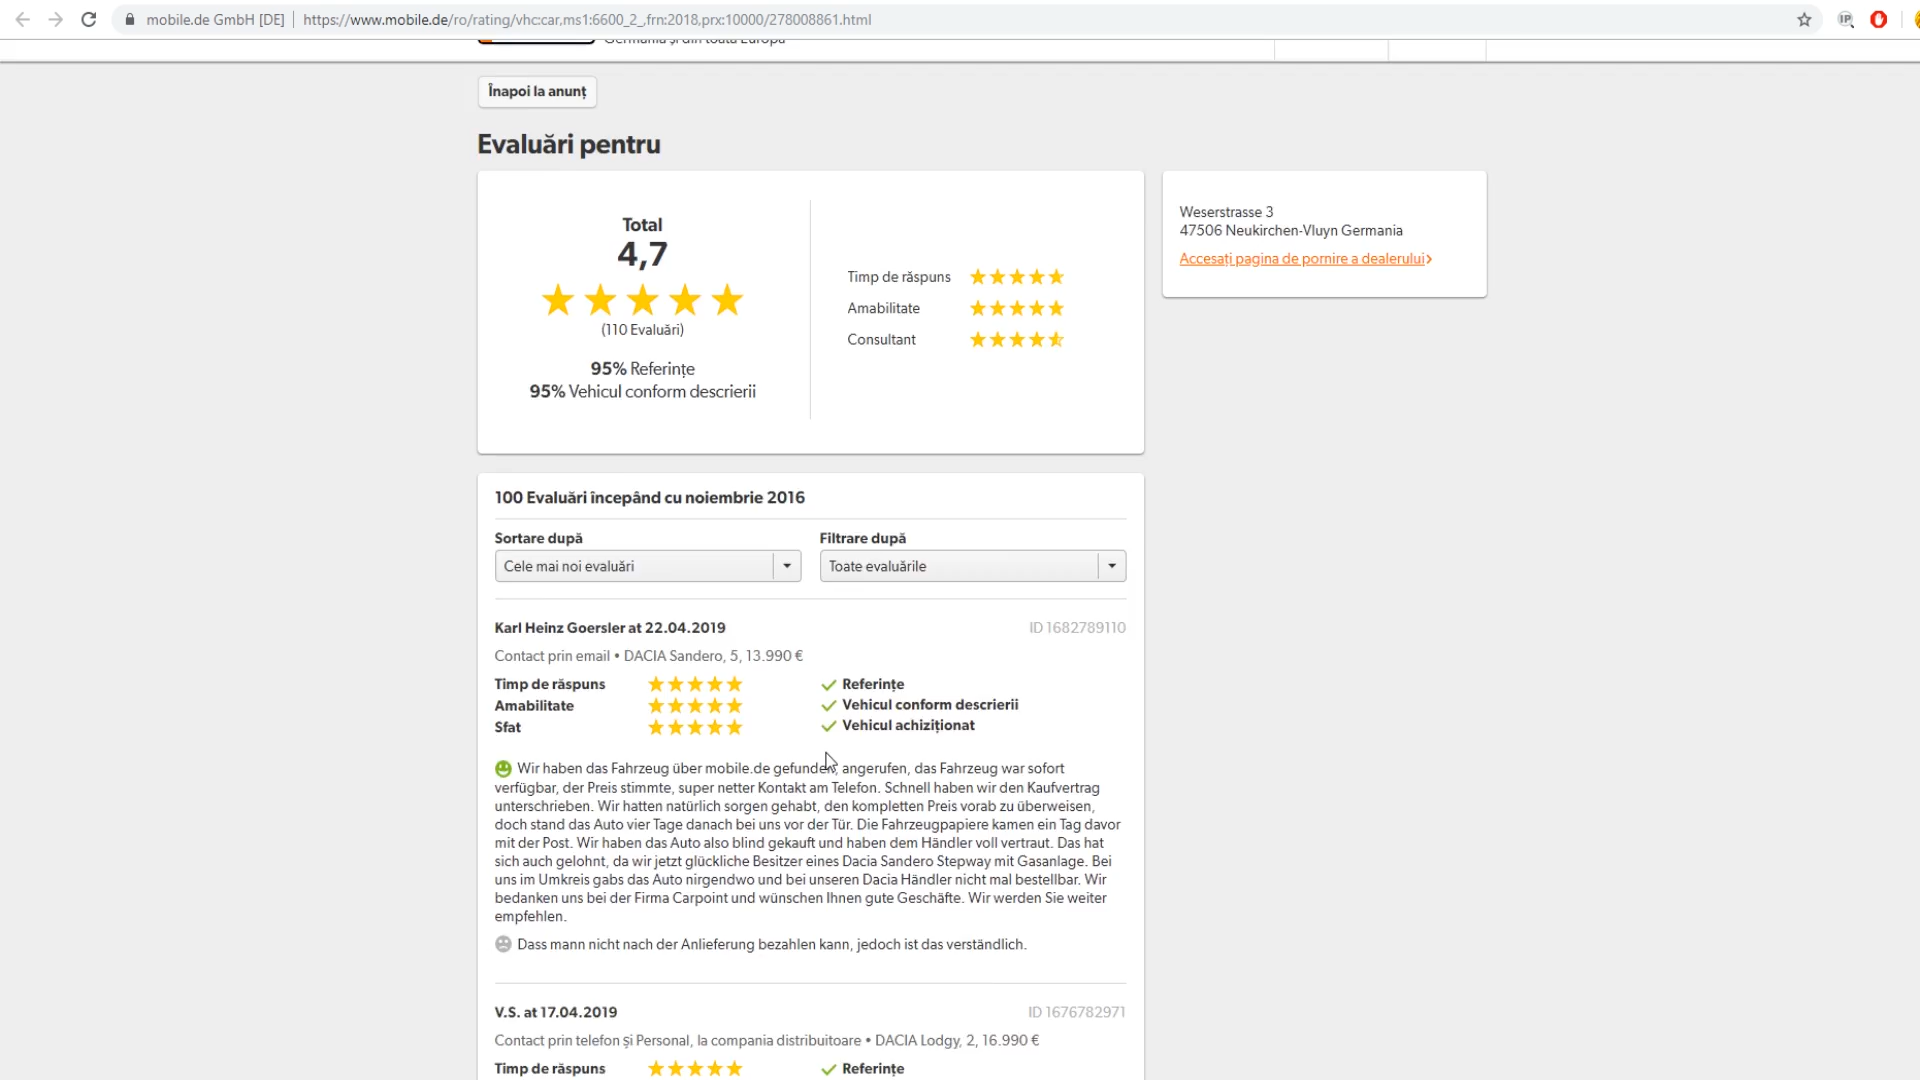 mobile.de GmbH [DE] | https://www.mobile.de/ro/rating/vhc:car,ms1:6600_2_,frn:2018,prx:10000/278008861.html
IP
Germania și din toată Europa
Înapoi la anunț
Evaluări pentru
Total
4,7
(110 Evaluări)
95% Referințe
95% Vehicul conform descrierii
Timp de răspuns
Amabilitate
Consultant
Weserstrasse 3
47506 Neukirchen-Vluyn Germania
Accesați pagina de pornire a dealerului
100 Evaluări începând cu noiembrie 2016
Sortare după
Cele mai noi evaluări
Filtrare după
Toate evaluările
Karl Heinz Goersler at 22.04.2019
ID 1682789110
Contact prin email • DACIA Sandero, 5, 13.990 €
Timp de răspuns
Amabilitate
Sfat
Referințe
Vehicul conform descrierii
Vehicul achiziționat
Wir haben das Fahrzeug über mobile.de gefunden, angerufen, das Fahrzeug war sofort
verfügbar, der Preis stimmte, super netter Kontakt am Telefon. Schnell haben wir den Kaufvertrag
unterschrieben. Wir hatten natürlich sorgen gehabt, den kompletten Preis vorab zu überweisen,
doch stand das Auto vier Tage danach bei uns vor der Tür. Die Fahrzeugpapiere kamen ein Tag davor
mit der Post. Wir haben das Auto also blind gekauft und haben dem Händler voll vertraut. Das hat
sich auch gelohnt, da wir jetzt glückliche Besitzer eines Dacia Sandero Stepway mit Gasanlage. Bei
uns im Umkreis gabs das Auto nirgendwo und bei unseren Dacia Händler nicht mal bestellbar. Wir
bedanken uns bei der Firma Carpoint und wünschen Ihnen gute Geschäfte. Wir werden Sie weiter
empfehlen.
Dass mann nicht nach der Anlieferung bezahlen kann, jedoch ist das verständlich.
V.S. at 17.04.2019
ID 1676782971
Contact prin telefon și Personal, la compania distribuitoare • DACIA Lodgy, 2, 16.990 €
Timp de răspuns
Referințe